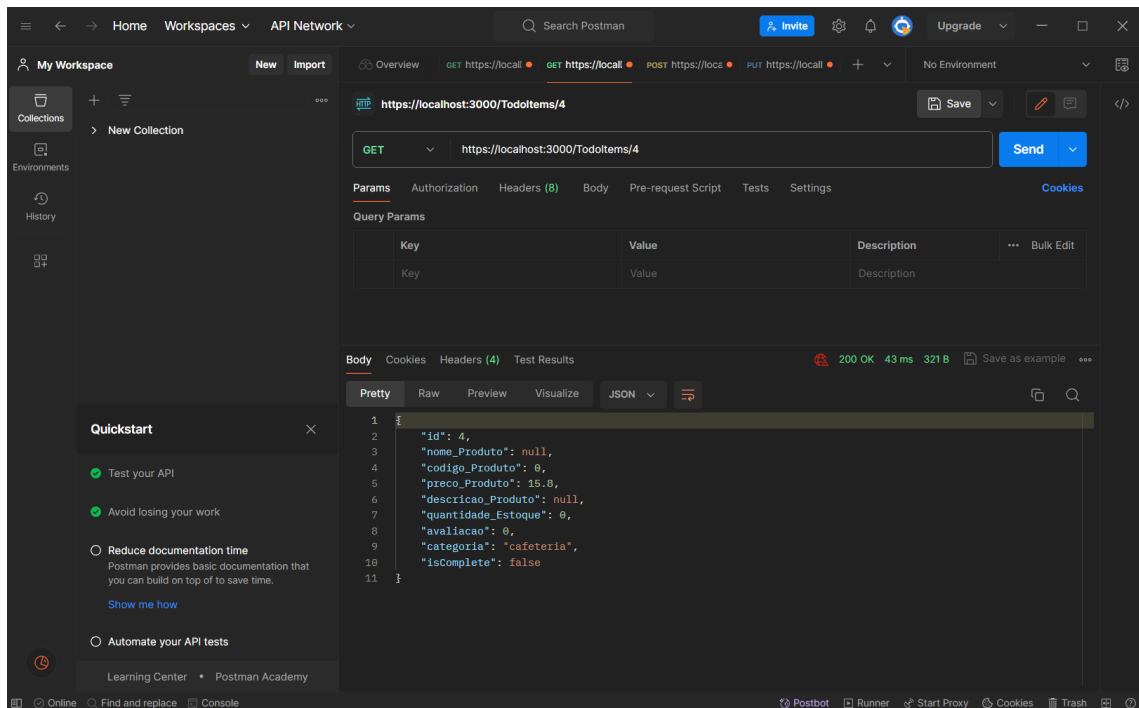 Home Workspaces API Network Search Postman Invite Upgrade
My Workspace New Import Overview GET https://locall GET https://locall POST https://loca PUT https://locall No Environment
Collections
Environments
History
New Collection
HTTP https://localhost:3000/TodoItems/4 Save
GET https://localhost:3000/TodoItems/4 Send
Params Authorization Headers (8) Body Pre-request Script Tests Settings Cookies
Query Params
Key Value Description Bulk Edit
Key Value Description
Body Cookies Headers (4) Test Results 200 OK 43 ms 321 B Save as example
Pretty Raw Preview Visualize JSON
1 {
2 "id": 4,
3 "nome_Produto": null,
4 "codigo_Produto": 0,
5 "preco_Produto": 15.8,
6 "descricao_Produto": null,
7 "quantidade_Estoque": 0,
8 "avaliacao": 0,
9 "categoria": "cafeteria",
10 "isComplete": false
11 }
Quickstart
Test your API
Avoid losing your work
Reduce documentation time
Postman provides basic documentation that
you can build on top of to save time.
Show me how
Automate your API tests
Learning Center • Postman Academy
Online Find and replace Console Postbot Runner Start Proxy Cookies Trash